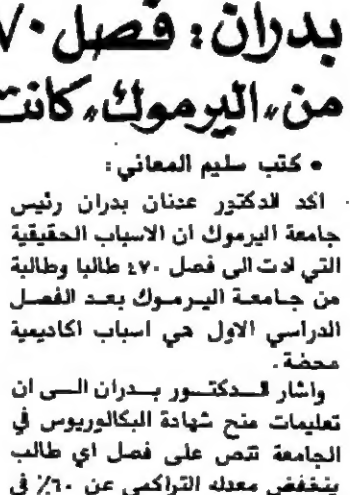 بدران: فصل ٧٠
من «اليرموك» كانت
• كتب سليم المعاني:
اكد الدكتور عدنان بدران رئيس
جامعة اليرموك ان الاسباب الحقيقية
التي ادت الى فصل ٤٧٠ طالبا وطالبة
من جامعة اليرموك بعد الفصل
الدراسي الاول هي اسباب اكاديمية
محضة.
واشار الدكتور بدران الى ان
تعليمات منح شهادة البكالوريوس في
الجامعة تنص على فصل اي طالب
ينخفض معدله التراكمي عن ٦٠٪ في